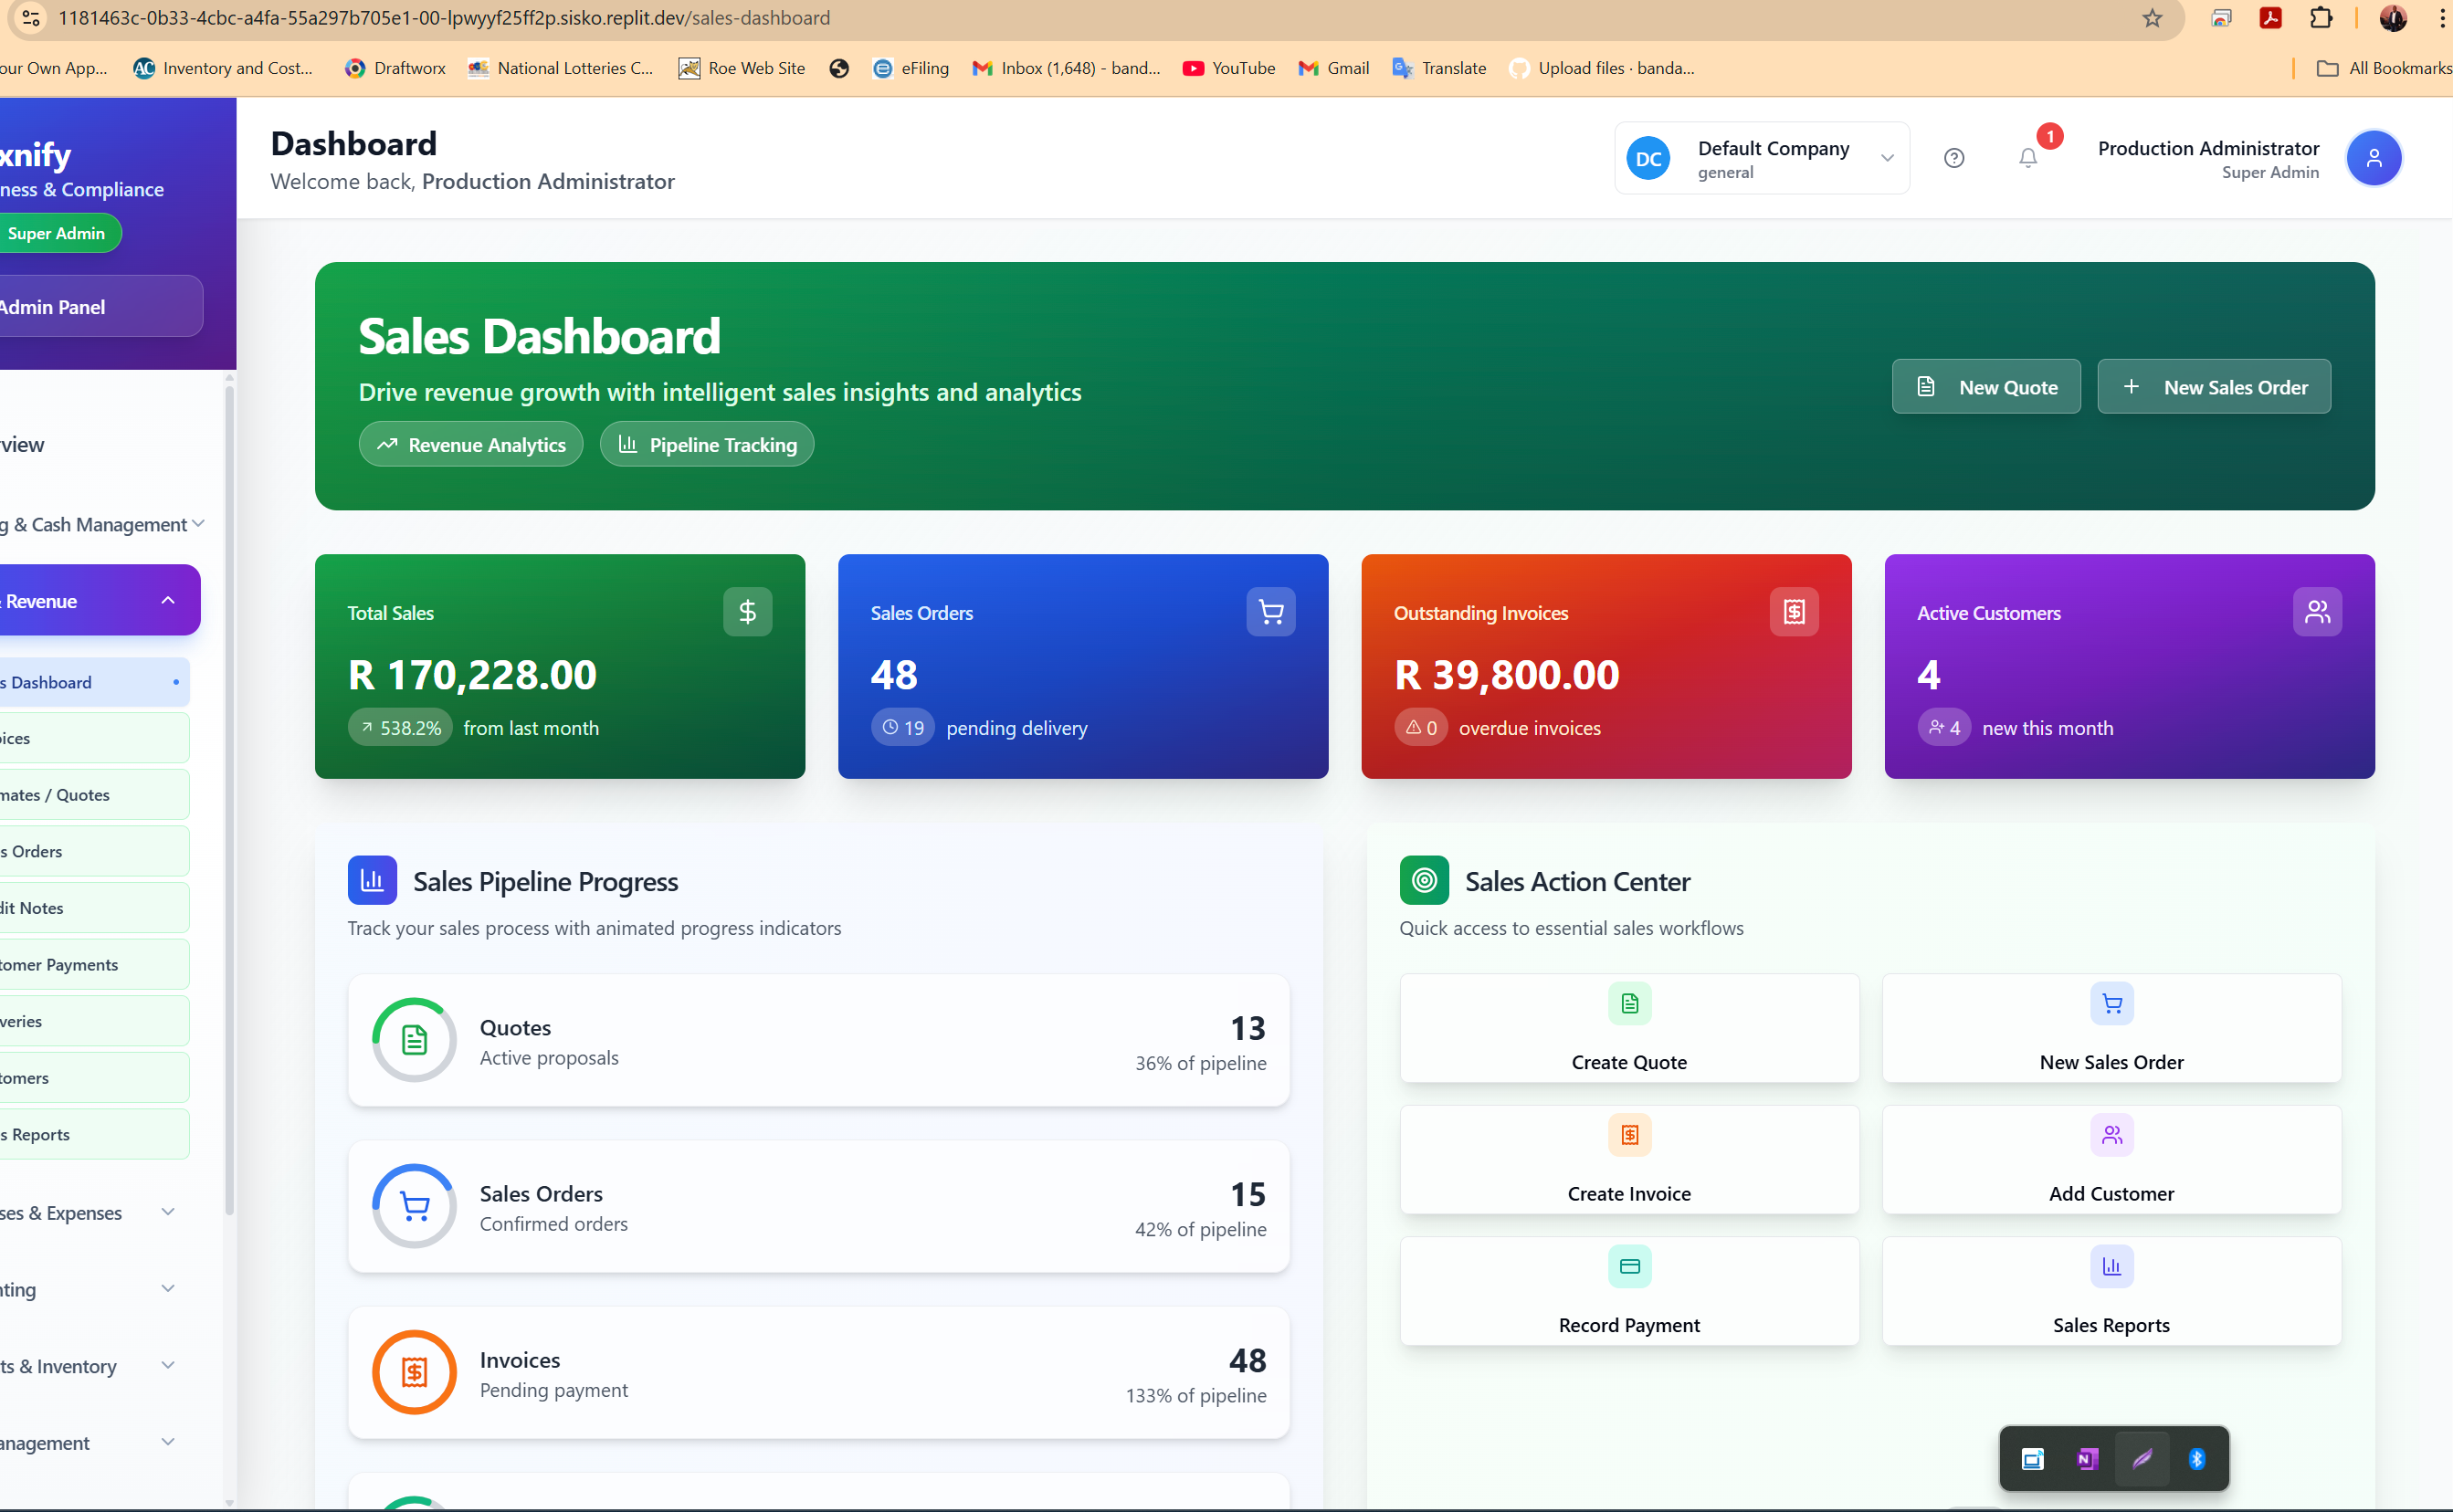 1181463c-0b33-4cbc-a4fa-55a297b705e1-00-lpwyyf25ff2p.sisko.replit.dev/sales-dashboard
our Own App...
AC Inventory and Cost...
Draftworx
National Lotteries C...
Roe Web Site
eFiling
Inbox (1,648) - band...
YouTube
Gmail
Translate
Upload files · banda...
All Bookmarks
xnify
ness & Compliance
Super Admin
Admin Panel
rview
g & Cash Management
Revenue
s Dashboard
ices
mates / Quotes
s Orders
dit Notes
tomer Payments
veries
tomers
s Reports
ses & Expenses
nting
ts & Inventory
anagement
Dashboard
Welcome back, Production Administrator
DC
Default Company
general
1
Production Administrator
Super Admin
Sales Dashboard
Drive revenue growth with intelligent sales insights and analytics
Revenue Analytics
Pipeline Tracking
New Quote
New Sales Order
Total Sales
R 170,228.00
538.2% from last month
Sales Orders
48
19 pending delivery
Outstanding Invoices
R 39,800.00
0 overdue invoices
Active Customers
4
4 new this month
Sales Pipeline Progress
Track your sales process with animated progress indicators
Quotes
Active proposals
13
36% of pipeline
Sales Orders
Confirmed orders
15
42% of pipeline
Invoices
Pending payment
48
133% of pipeline
Sales Action Center
Quick access to essential sales workflows
Create Quote
New Sales Order
Create Invoice
Add Customer
Record Payment
Sales Reports